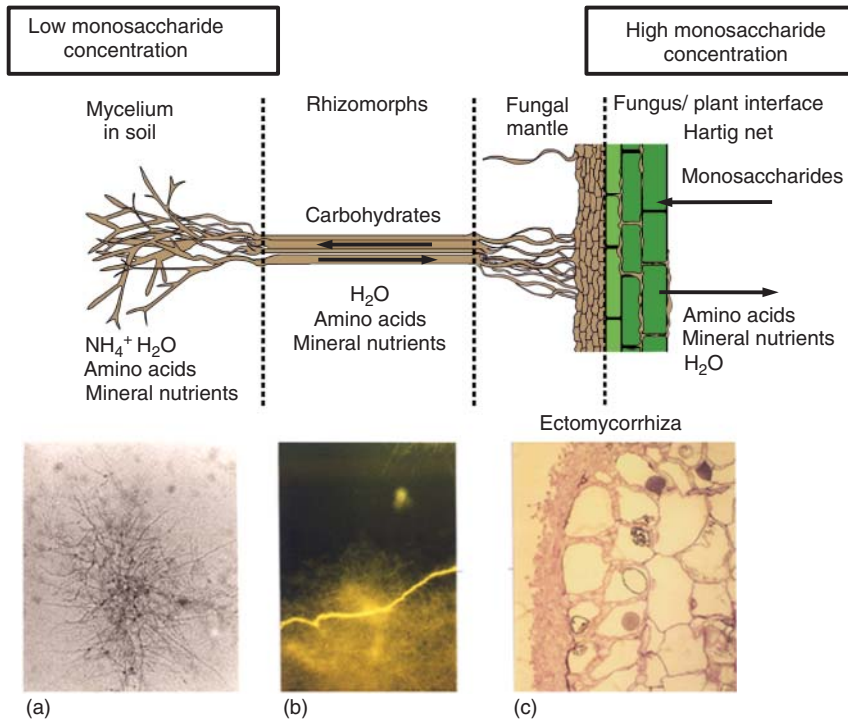 Low monosaccharide
concentration
High monosaccharide
concentration
Mycelium
in soil
Rhizomorphs
Fungal
mantle
Fungus/ plant interface
Hartig net
Monosaccharides
Carbohydrates
H₂O
Amino acids
Mineral nutrients
NH₄⁺ H₂O
Amino acids
Mineral nutrients
Amino acids
Mineral nutrients
H₂O
Ectomycorrhiza
(a)
(b)
(c)